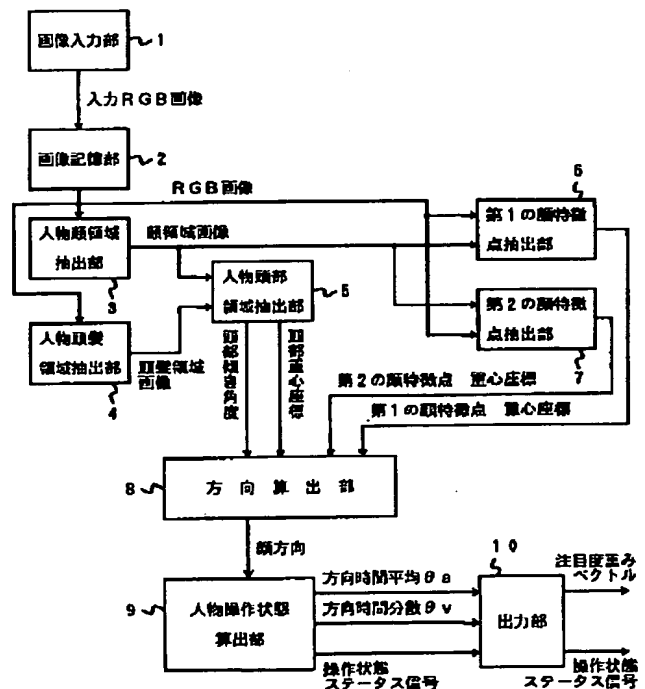 画像入力部
1
入力RGB画像
画像記憶部
2
RGB画像
6
人物顔領域
抽出部
3
顔領域画像
第1の顔特徴
点抽出部
人物頭部
領域抽出部
5
第2の顔特徴
点抽出部
7
人物頭髪
領域抽出部
4
頭髪領域
画像
頭部傾き角度
頭部重心座標
第2の顔特徴点 重心座標
第1の顔特徴点 重心座標
8
方向算出部
顔方向
10
9
人物操作状態
算出部
方向時間平均θa
方向時間分散θv
操作状態
ステータス信号
出力部
注目度重み
ベクトル
操作状態
ステータス信号